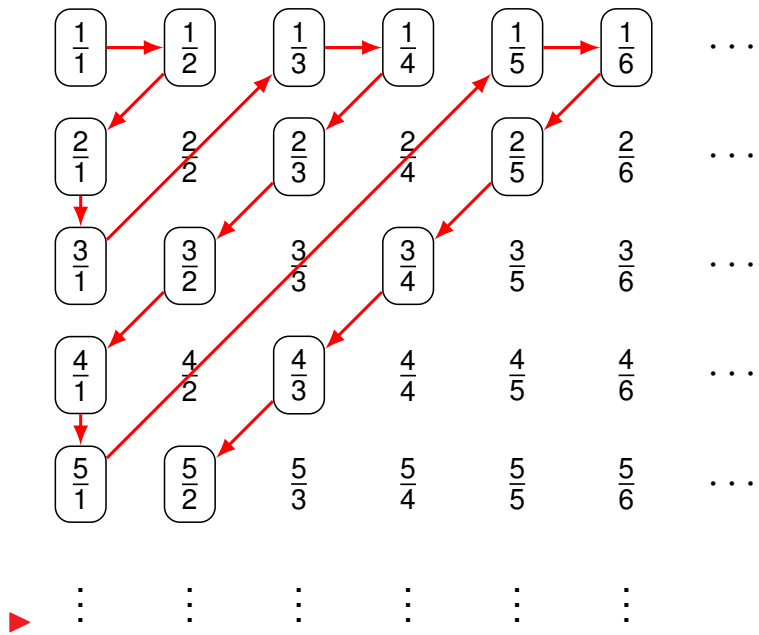 1/1 1/2 1/3 1/4 1/5 1/6 ···
2/1 2/2 2/3 2/4 2/5 2/6 ···
3/1 3/2 3/3 3/4 3/5 3/6 ···
4/1 4/2 4/3 4/4 4/5 4/6 ···
5/1 5/2 5/3 5/4 5/5 5/6 ···
⋮ ⋮ ⋮ ⋮ ⋮ ⋮